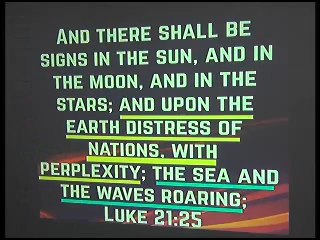 AND THERE SHALL BE
SIGNS IN THE SUN, AND IN
THE MOON, AND IN THE
STARS; AND UPON THE
EARTH DISTRESS OF
NATIONS, WITH
PERPLEXITY; THE SEA AND
THE WAVES ROARING;
LUKE 21:25